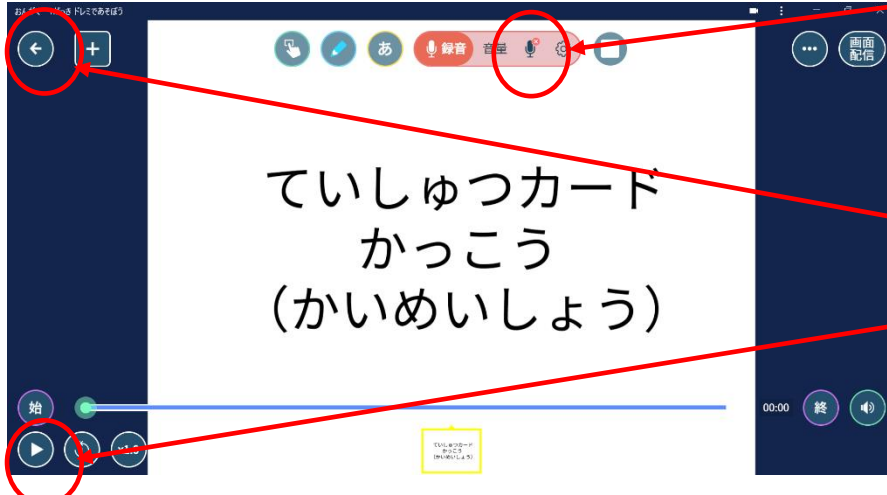 ドレミであそぼう
あ
録音
音量
画面
配信
ていしゅつカード
かっこう
（かいめいしょう）
始
00:00
終
ていしゅつカード
かっこう
（かいめいしょう）